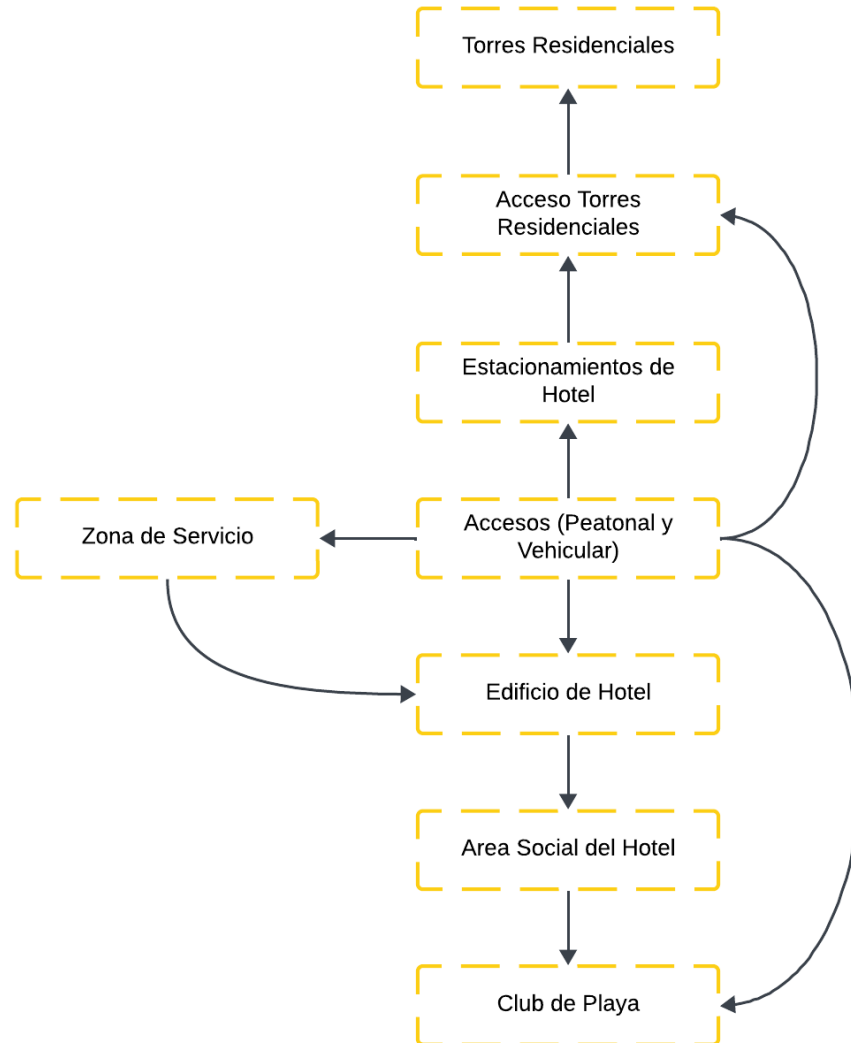 Torres Residenciales
Acceso Torres
Residenciales
Estacionamientos de
Hotel
Zona de Servicio
Accesos (Peatonal y
Vehicular)
Edificio de Hotel
Area Social del Hotel
Club de Playa